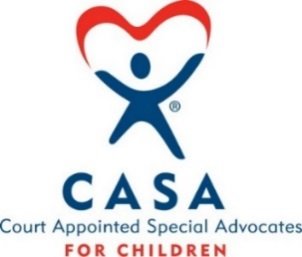 ®
CASA
Court Appointed Special Advocates
FOR CHILDREN